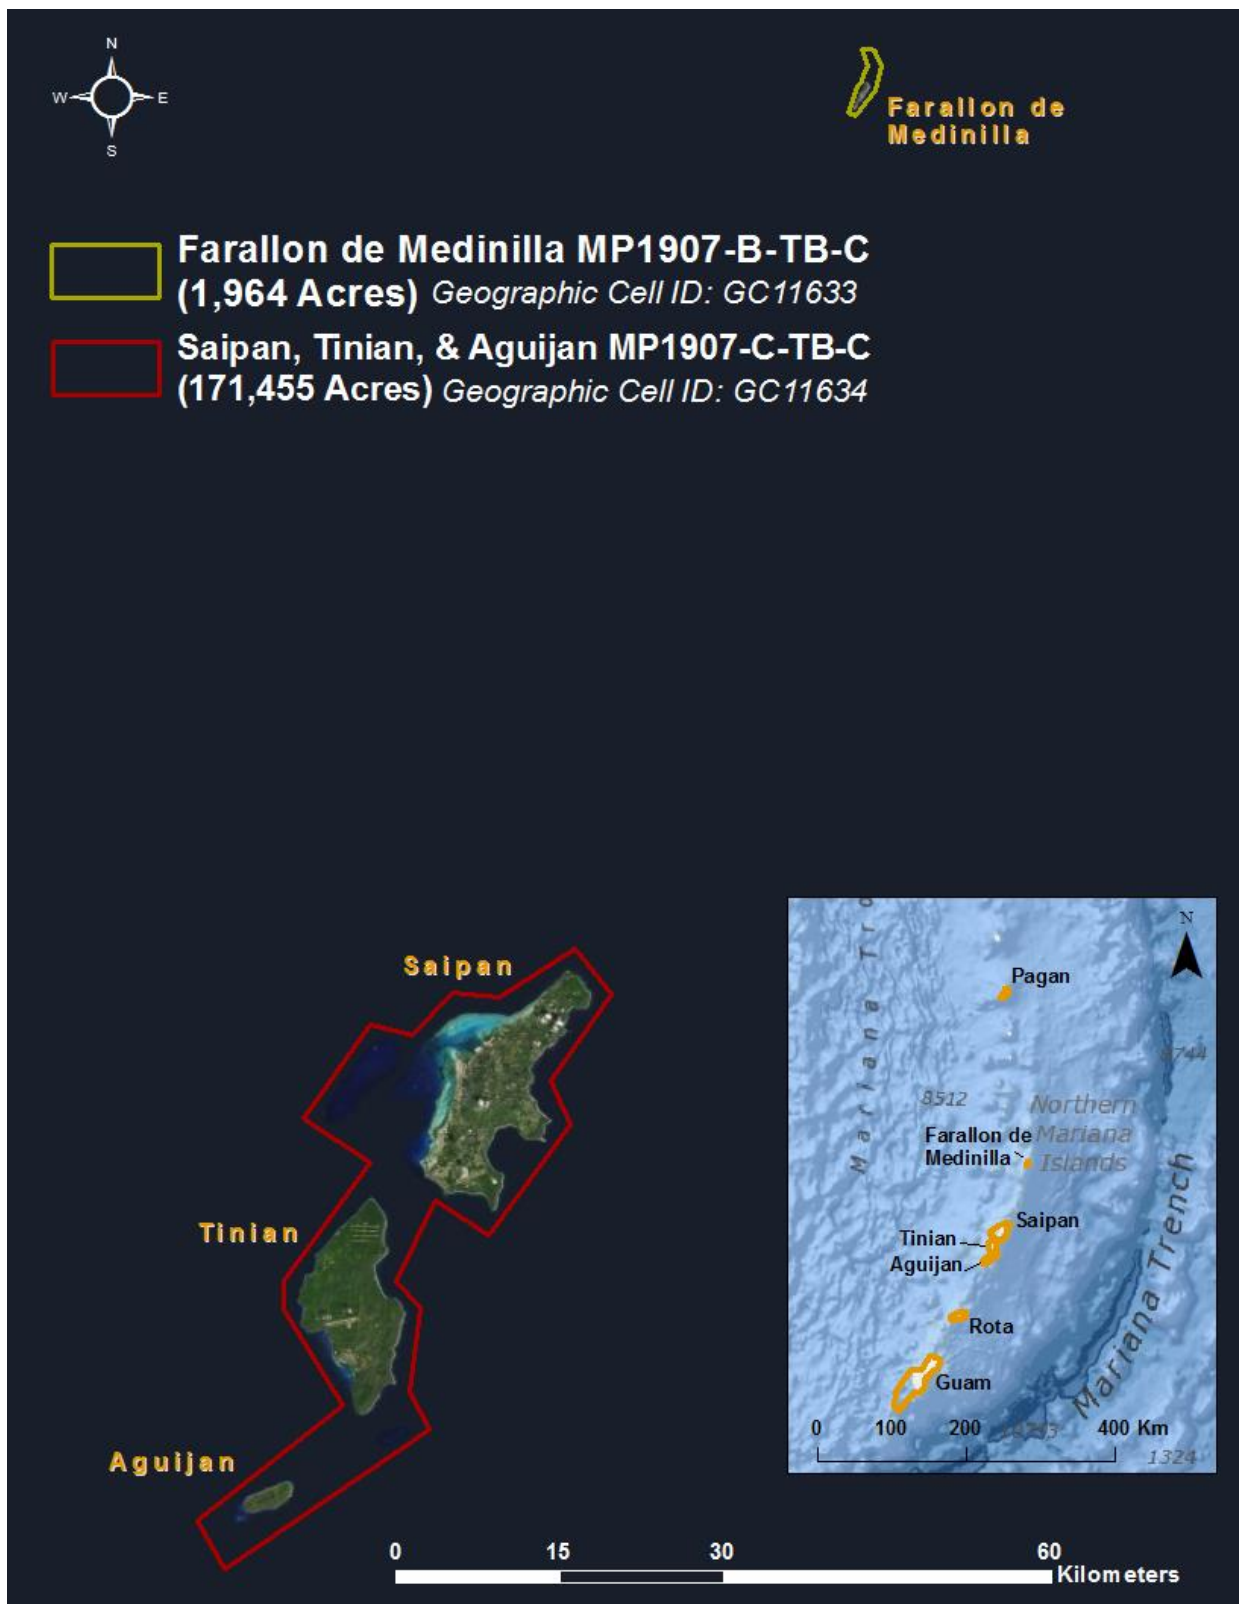 N
W E
S
Farallon de
Medinilla
Farallon de Medinilla MP1907-B-TB-C
(1,964 Acres) Geographic Cell ID: GC11633
Saipan, Tinian, & Aguijan MP1907-C-TB-C
(171,455 Acres) Geographic Cell ID: GC11634
Saipan
Tinian
Aguijan
0 15 30 60
Kilometers
N
Mariana Tro
Pagan
8744
8512
Northern
Mariana
Islands
Farallon de
Medinilla
Saipan
Tinian
Aguijan
Rota
Guam
Mariana Trench
0 100 200 400 Km
1324